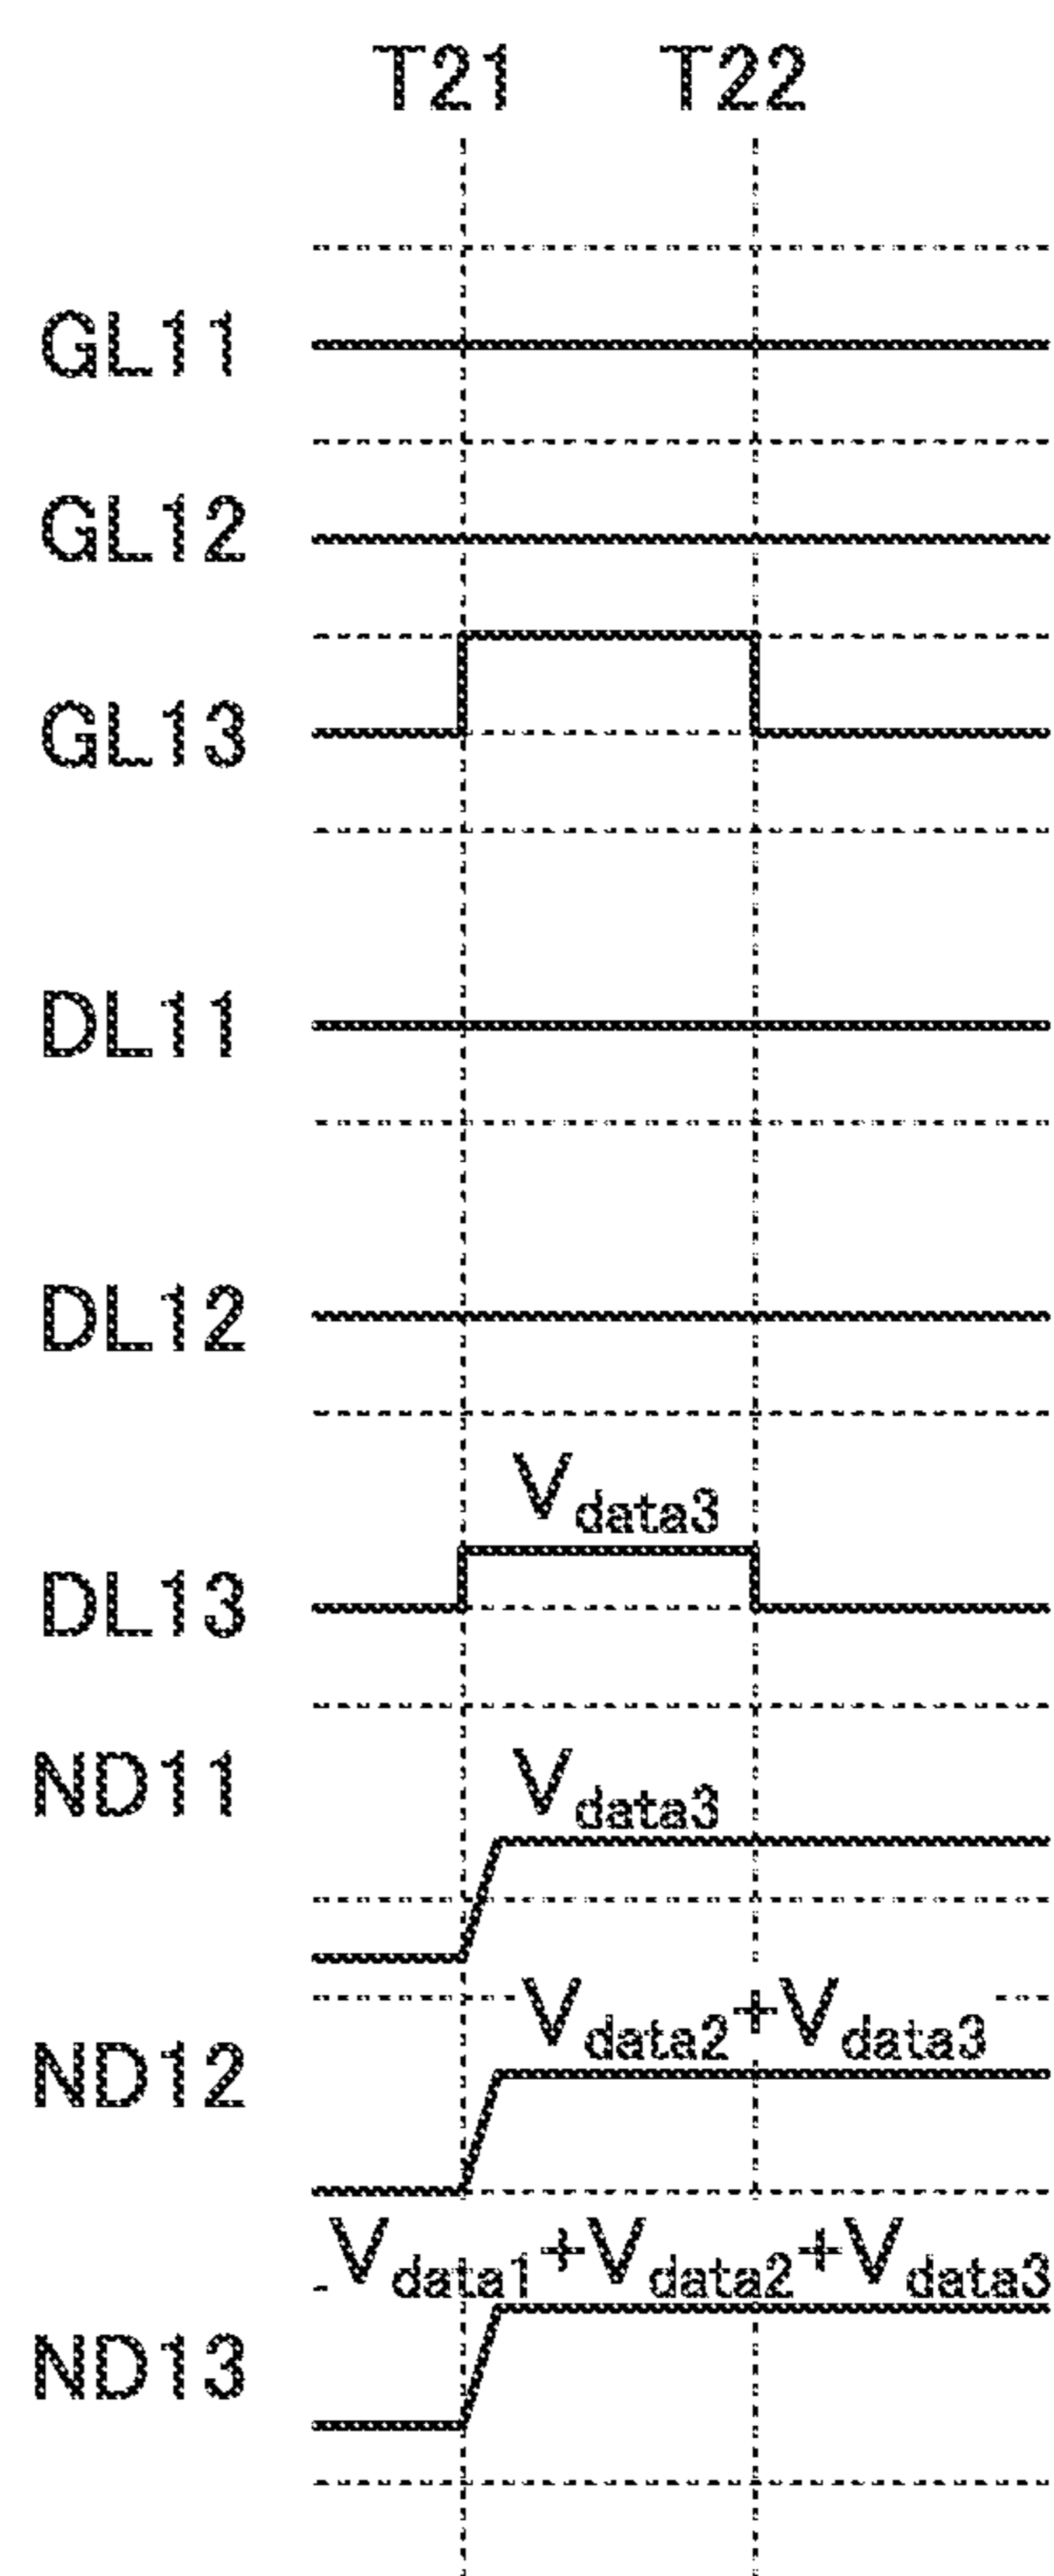 T21 T22
GL11
GL12
GL13
DL11
DL12
Vdata3
DL13
ND11 Vdata3
Vdata2+Vdata3
ND12
Vdata1+Vdata2+Vdata3
ND13